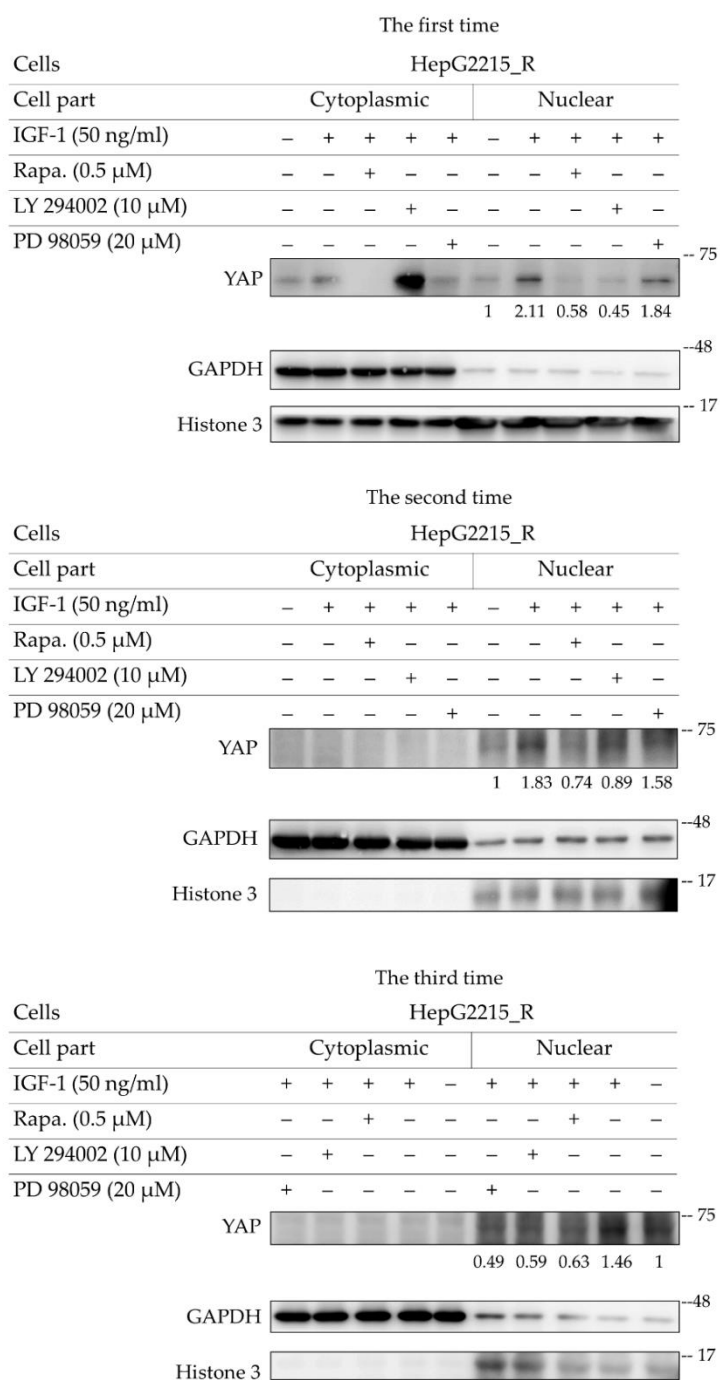 The first time
Cells HepG2215_R
Cell part Cytoplasmic Nuclear
IGF-1 (50 ng/ml) – + + + + – + + + +
Rapa. (0.5 μM) – – + – – – – + – –
LY 294002 (10 μM) – – – + – – – – + –
PD 98059 (20 μM) – – – – + – – – – +
-- 75
YAP
1 2.11 0.58 0.45 1.84
--48
GAPDH
-- 17
Histone 3
The second time
Cells HepG2215_R
Cell part Cytoplasmic Nuclear
IGF-1 (50 ng/ml) – + + + + – + + + +
Rapa. (0.5 μM) – – + – – – – + – –
LY 294002 (10 μM) – – – + – – – – + –
PD 98059 (20 μM) – – – – + – – – – +
-- 75
YAP
1 1.83 0.74 0.89 1.58
--48
GAPDH
-- 17
Histone 3
The third time
Cells HepG2215_R
Cell part Cytoplasmic Nuclear
IGF-1 (50 ng/ml) + + + + – + + + + –
Rapa. (0.5 μM) – – + – – – – + – –
LY 294002 (10 μM) – + – – – – + – – –
PD 98059 (20 μM) + – – – – + – – – –
-- 75
YAP
0.49 0.59 0.63 1.46 1
--48
GAPDH
-- 17
Histone 3